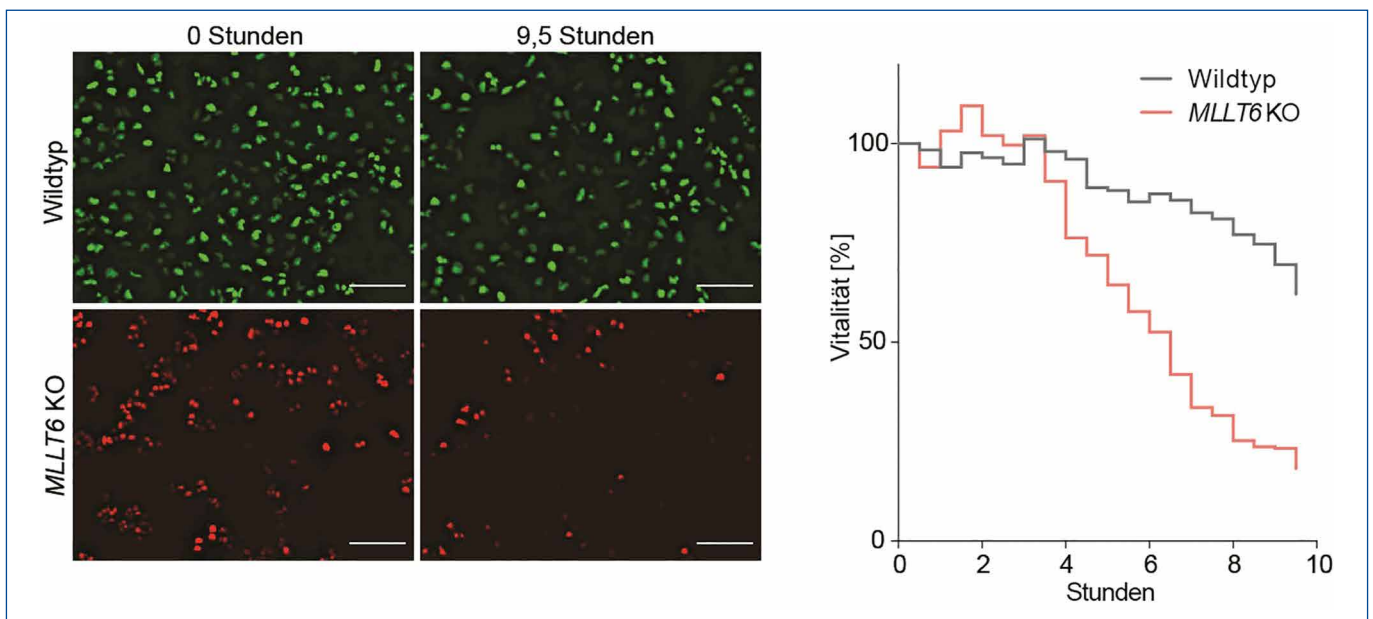 0 Stunden
9,5 Stunden
Wildtyp
MLLT6 KO
Vitalität [%]
100
50
0
0 2 4 6 8 10
Stunden
Wildtyp
MLLT6 KO